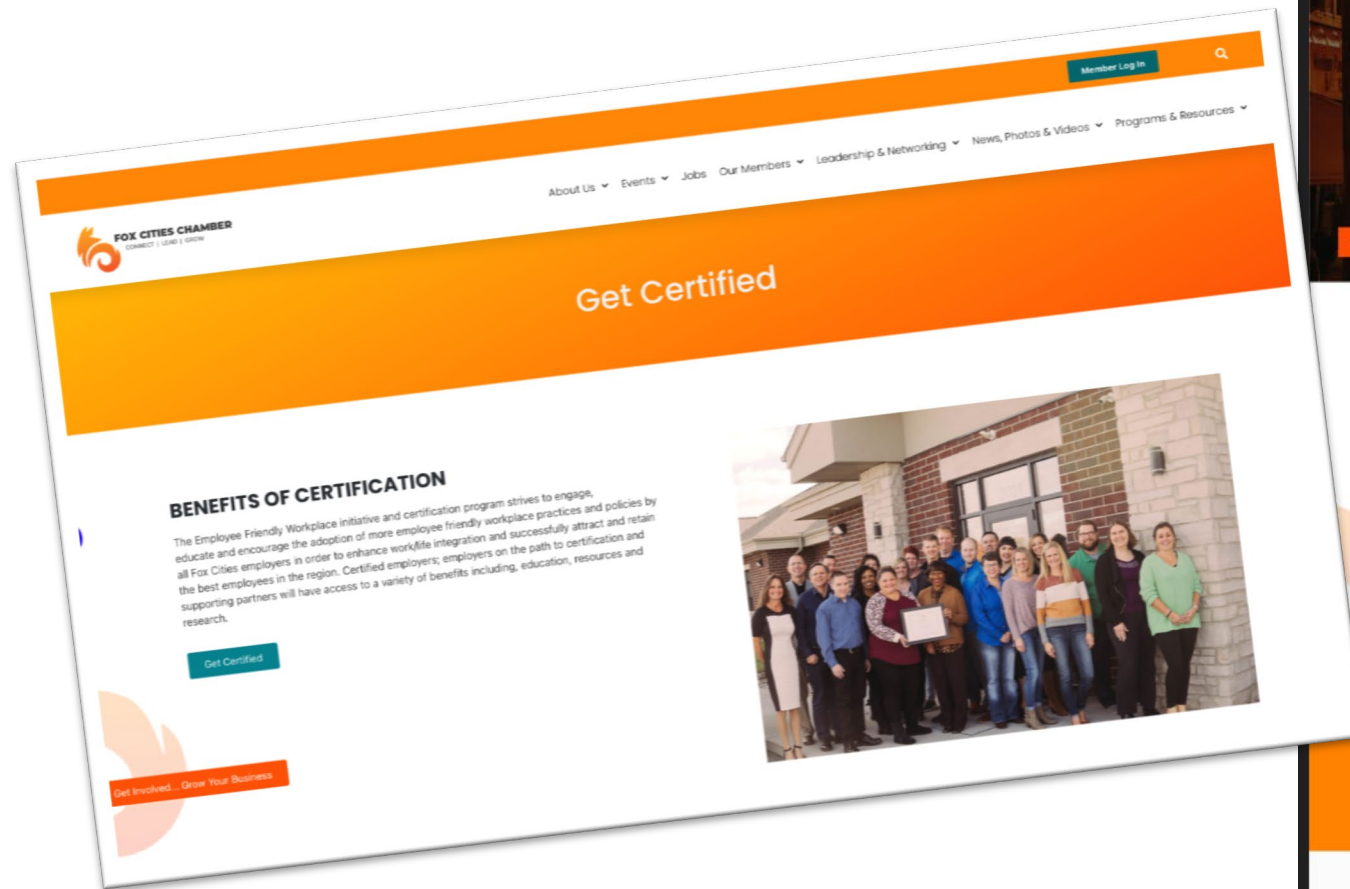 Member Log In
About Us Events Jobs Our Members Leadership & Networking News, Photos & Videos Programs & Resources
FOX CITIES CHAMBER
CONNECT | LEAD | GROW
Get Certified
BENEFITS OF CERTIFICATION
The Employee Friendly Workplace initiative and certification program strives to engage,
educate and encourage the adoption of more employee friendly workplace practices and policies by
all Fox Cities employers in order to enhance work/life integration and successfully attract and retain
the best employees in the region. Certified employers; employers on the path to certification and
supporting partners will have access to a variety of benefits including, education, resources and
research.
Get Certified
Get Involved... Grow Your Business